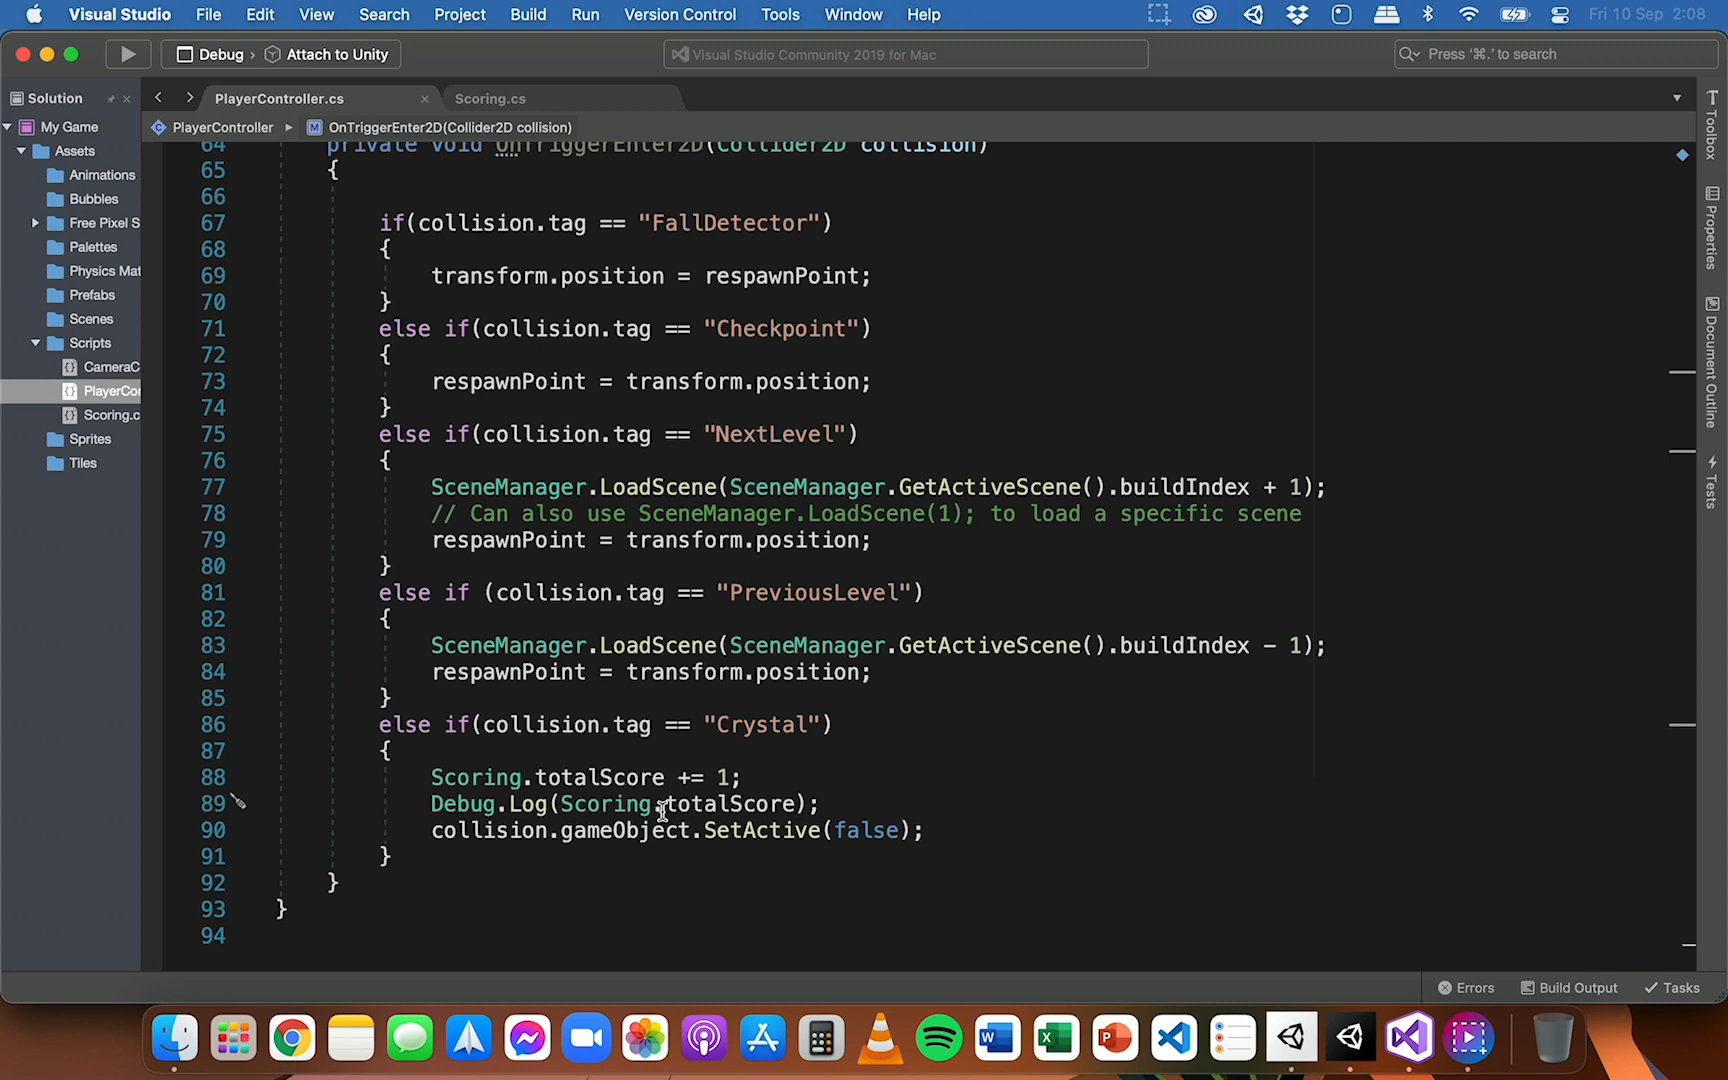 Visual Studio File Edit View Search Project Build Run Version Control Tools Window Help Fri 10 Sep 2:08
Debug › Attach to Unity Visual Studio Community 2019 for Mac Press ‘⌘.’ to search
Solution PlayerController.cs Scoring.cs
PlayerController OnTriggerEnter2D(Collider2D collision)
My Game
Assets
Animations
Bubbles
Free Pixel S
Palettes
Physics Mat
Prefabs
Scenes
Scripts
CameraC
PlayerCor
Scoring.c
Sprites
Tiles
64 private void OnTriggerEnter2D(Collider2D collision)
65 {
66
67 if(collision.tag == "FallDetector")
68 {
69 transform.position = respawnPoint;
70 }
71 else if(collision.tag == "Checkpoint")
72 {
73 respawnPoint = transform.position;
74 }
75 else if(collision.tag == "NextLevel")
76 {
77 SceneManager.LoadScene(SceneManager.GetActiveScene().buildIndex + 1);
78 // Can also use SceneManager.LoadScene(1); to load a specific scene
79 respawnPoint = transform.position;
80 }
81 else if (collision.tag == "PreviousLevel")
82 {
83 SceneManager.LoadScene(SceneManager.GetActiveScene().buildIndex - 1);
84 respawnPoint = transform.position;
85 }
86 else if(collision.tag == "Crystal")
87 {
88 Scoring.totalScore += 1;
89 Debug.Log(Scoring.totalScore);
90 collision.gameObject.SetActive(false);
91 }
92 }
93 }
94
Toolbox
Properties
Document Outline
Tests
Errors Build Output Tasks